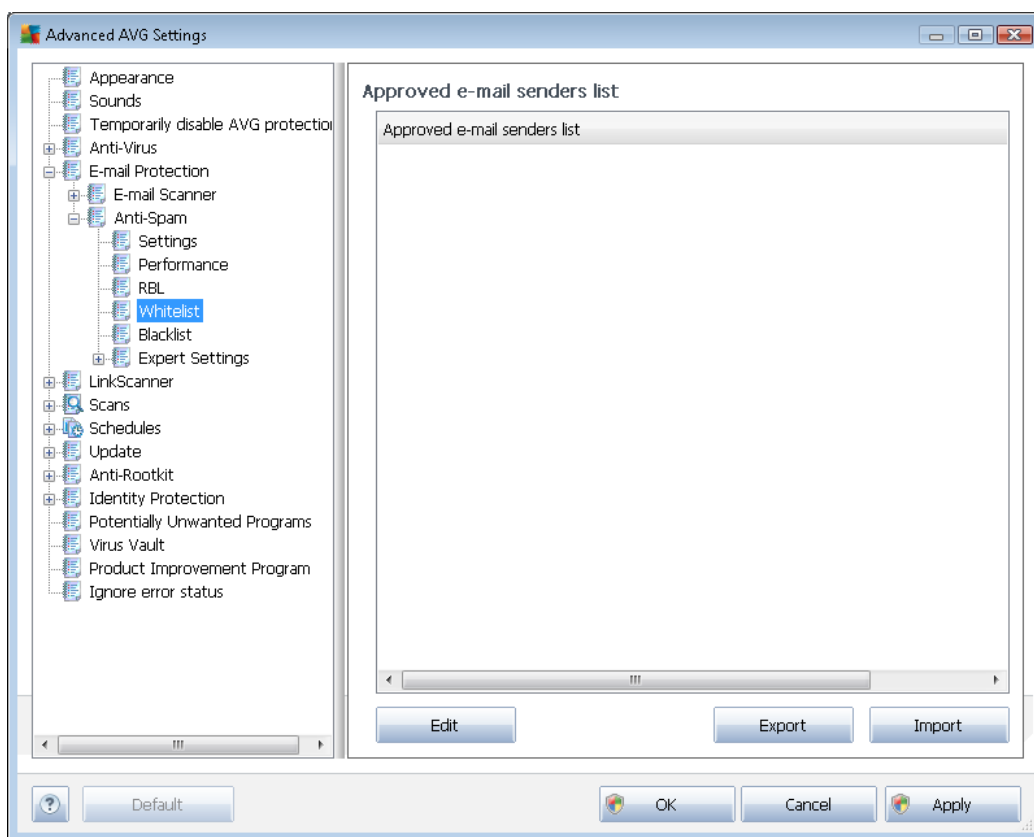 Advanced AVG Settings
Appearance
Sounds
Temporarily disable AVG protection
Anti-Virus
E-mail Protection
E-mail Scanner
Anti-Spam
Settings
Performance
RBL
Whitelist
Blacklist
Expert Settings
LinkScanner
Scans
Schedules
Update
Anti-Rootkit
Identity Protection
Potentially Unwanted Programs
Virus Vault
Product Improvement Program
Ignore error status
Approved e-mail senders list
Approved e-mail senders list
Edit
Export
Import
?
Default
OK
Cancel
Apply